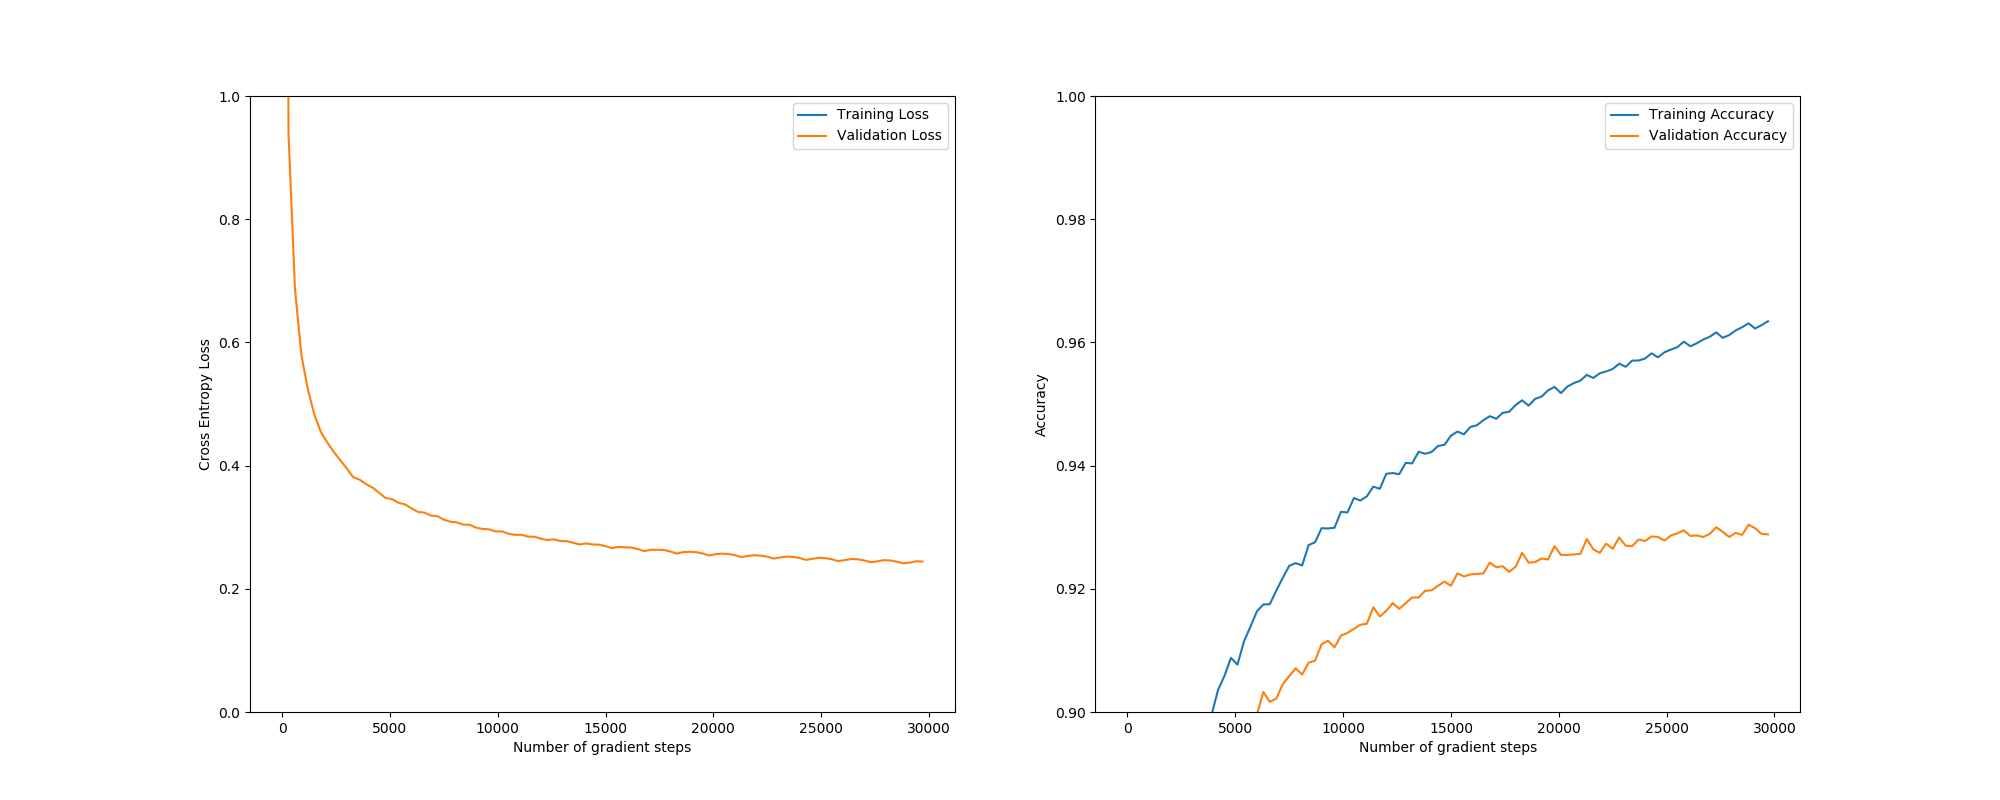 Training Loss
Validation Loss
1.0
0.8
0.6
0.4
0.2
0.0
Cross Entropy Loss
0 5000 10000 15000 20000 25000 30000
Number of gradient steps
Training Accuracy
Validation Accuracy
1.00
0.98
0.96
0.94
0.92
0.90
Accuracy
0 5000 10000 15000 20000 25000 30000
Number of gradient steps